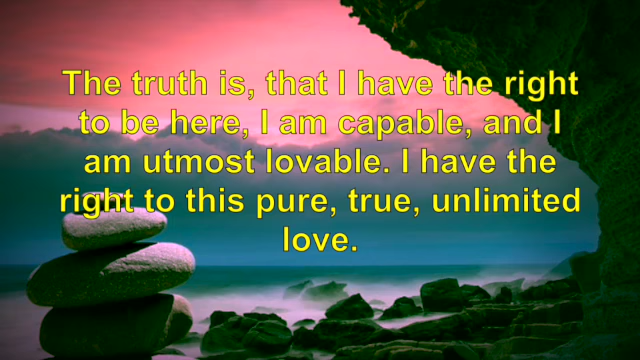 The truth is, that I have the right
to be here, I am capable, and I
am utmost lovable. I have the
right to this pure, true, unlimited
love.